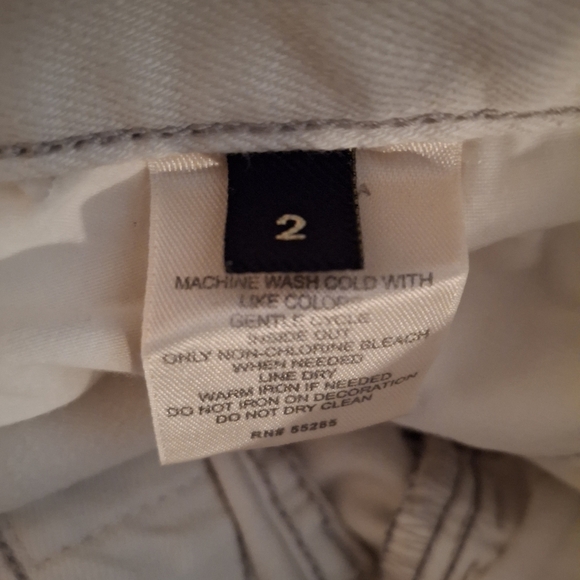 2
MACHINE WASH COLD WITH
LIKE COLORS
GENTLE CYCLE
INSIDE OUT
ONLY NON-CHLORINE BLEACH
WHEN NEEDED
LINE DRY
WARM IRON IF NEEDED
DO NOT IRON ON DECORATION
DO NOT DRY CLEAN
RN# 55285